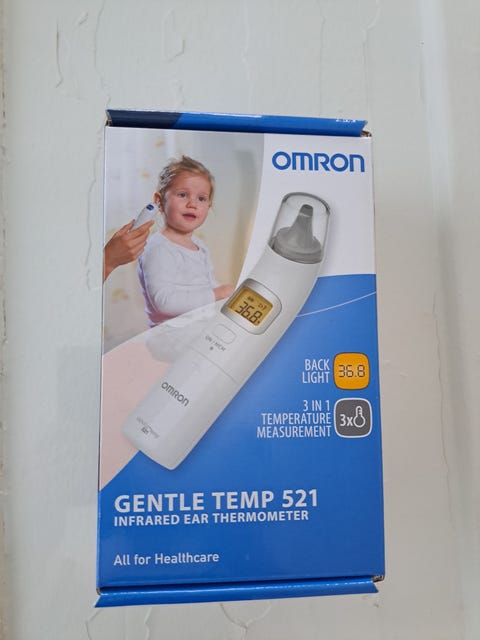 OMRON
36.8
ON / MEM
OMRON
BACK
LIGHT
36.8
3 IN 1
TEMPERATURE
MEASUREMENT
3x
GENTLE TEMP 521
INFRARED EAR THERMOMETER
All for Healthcare